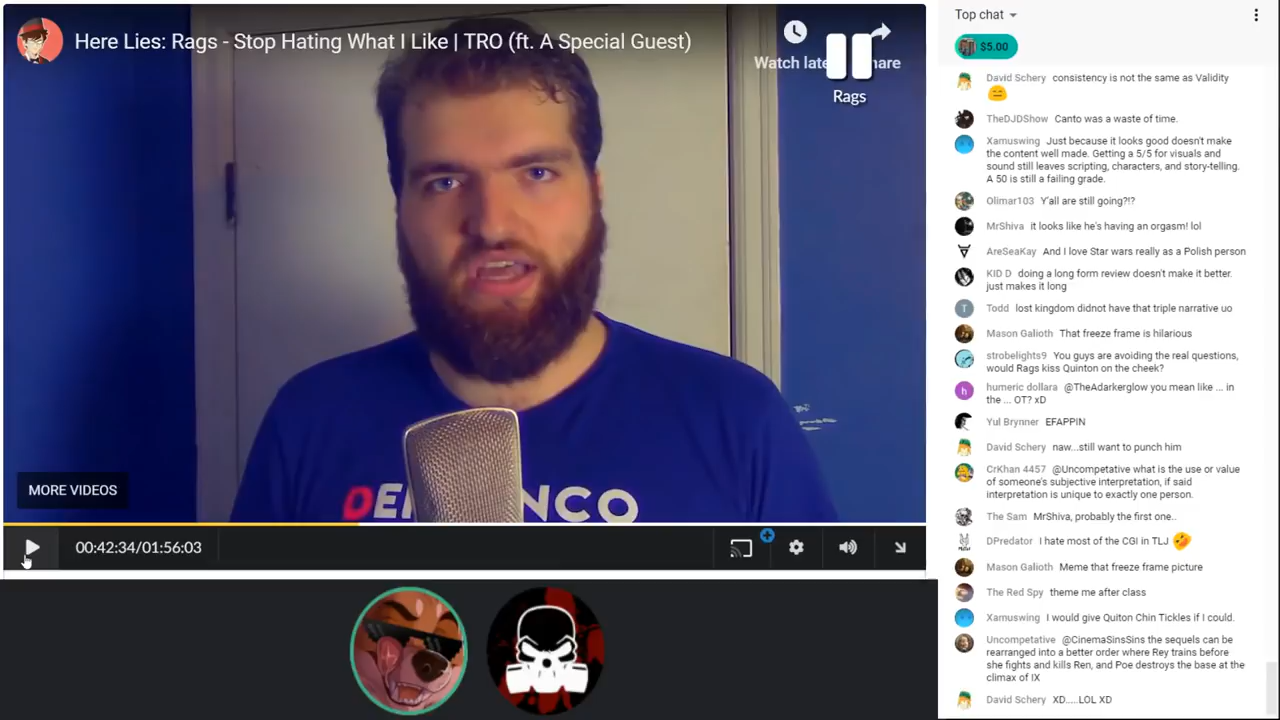 Here Lies: Rags - Stop Hating What I Like | TRO (ft. A Special Guest)
Watch late
hare
Rags
MORE VIDEOS
00:42:34/01:56:03
Top chat
$5.00
David Schery consistency is not the same as Validity
TheDJDShow Canto was a waste of time.
Xamuswing Just because it looks good doesn't make
the content well made. Getting a 5/5 for visuals and
sound still leaves scripting, characters, and story-telling.
A 50 is still a failing grade.
Olimar103 Y'all are still going?!?
MrShiva it looks like he's having an orgasm! lol
AreSeaKay And I love Star wars really as a Polish person
KID D doing a long form review doesn't make it better.
just makes it long
T
Todd lost kingdom didnot have that triple narrative uo
Mason Galioth That freeze frame is hilarious
strobelights9 You guys are avoiding the real questions,
would Rags kiss Quinton on the cheek?
h
humeric dollara @TheAdarkerglow you mean like ... in
the ... OT? xD
Yul Brynner EFAPPIN
David Schery naw...still want to punch him
CrKhan 4457 @Uncompetative what is the use or value
of someone's subjective interpretation, if said
interpretation is unique to exactly one person.
The Sam MrShiva, probably the first one..
DPredator I hate most of the CGI in TLJ
Mason Galioth Meme that freeze frame picture
The Red Spy theme me after class
Xamuswing I would give Quiton Chin Tickles if I could.
Uncompetative @CinemaSinsSins the sequels can be
rearranged into a better order where Rey trains before
she fights and kills Ren, and Poe destroys the base at the
climax of IX
David Schery XD.....LOL XD